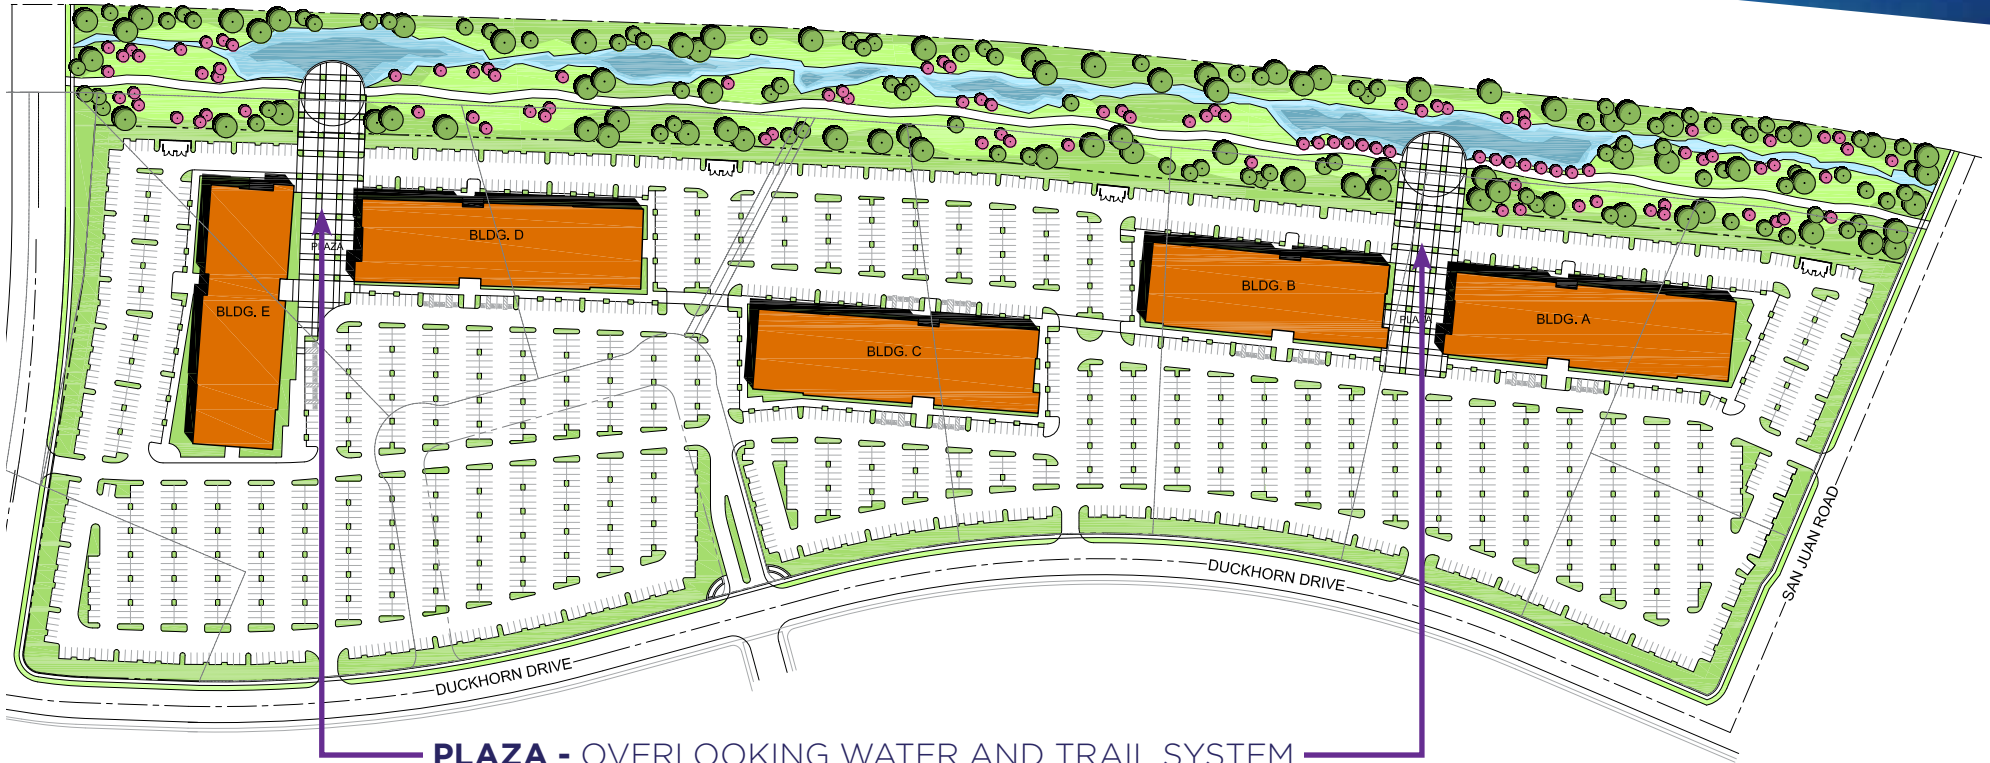 BLDG. D
PLAZA
BLDG. E
BLDG. B
BLDG. A
PLAZA
BLDG. C
SAN JUAN ROAD
DUCKHORN DRIVE
DUCKHORN DRIVE
PLAZA - OVERLOOKING WATER AND TRAIL SYSTEM